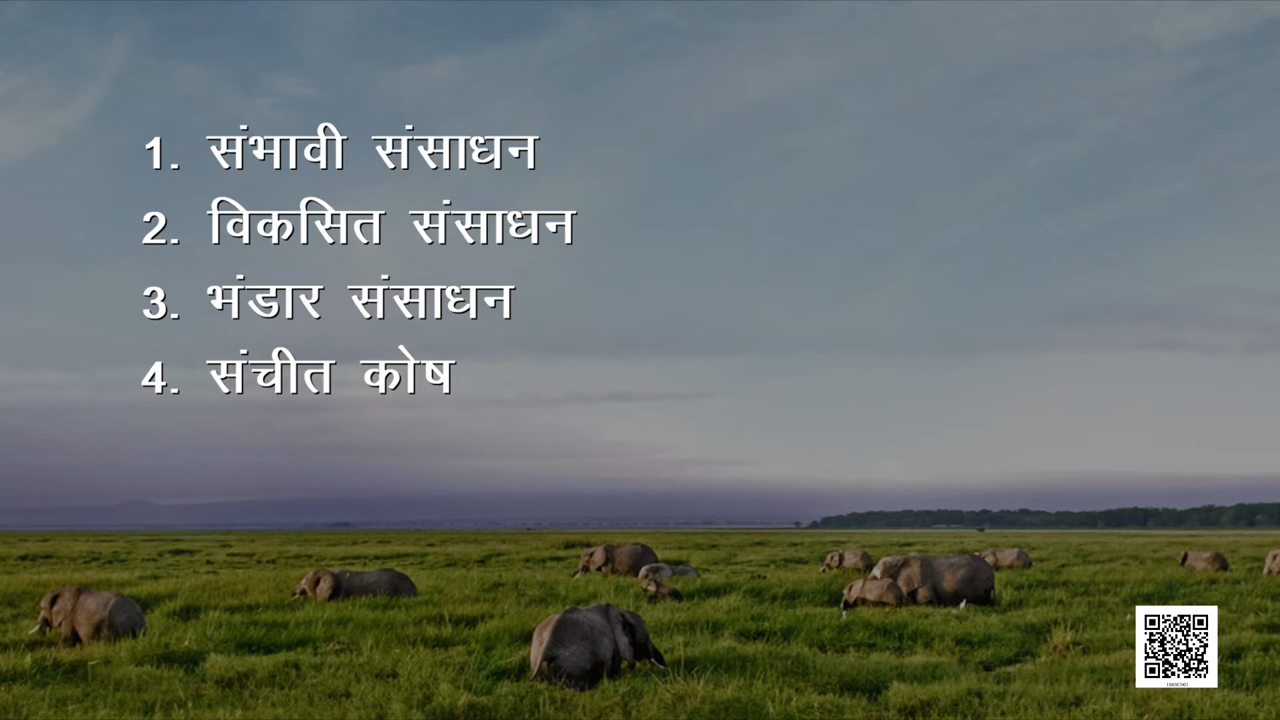 1. संभावी संसाधन
2. विकसित संसाधन
3. भंडार संसाधन
4. संचीत कोष